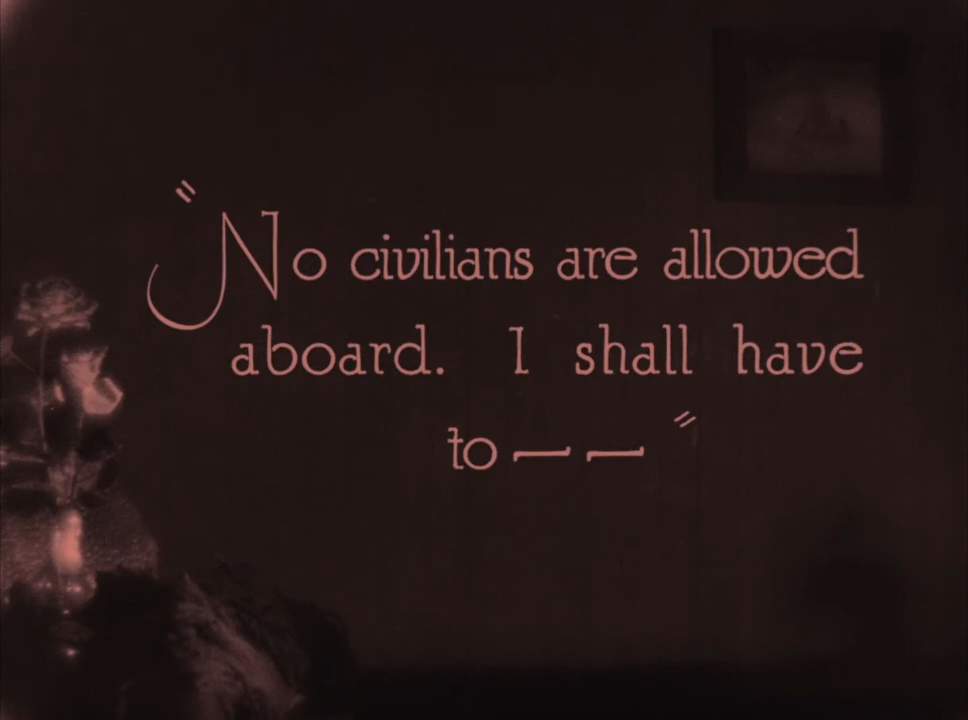 "No civilians are allowed
aboard. I shall have
to — — "